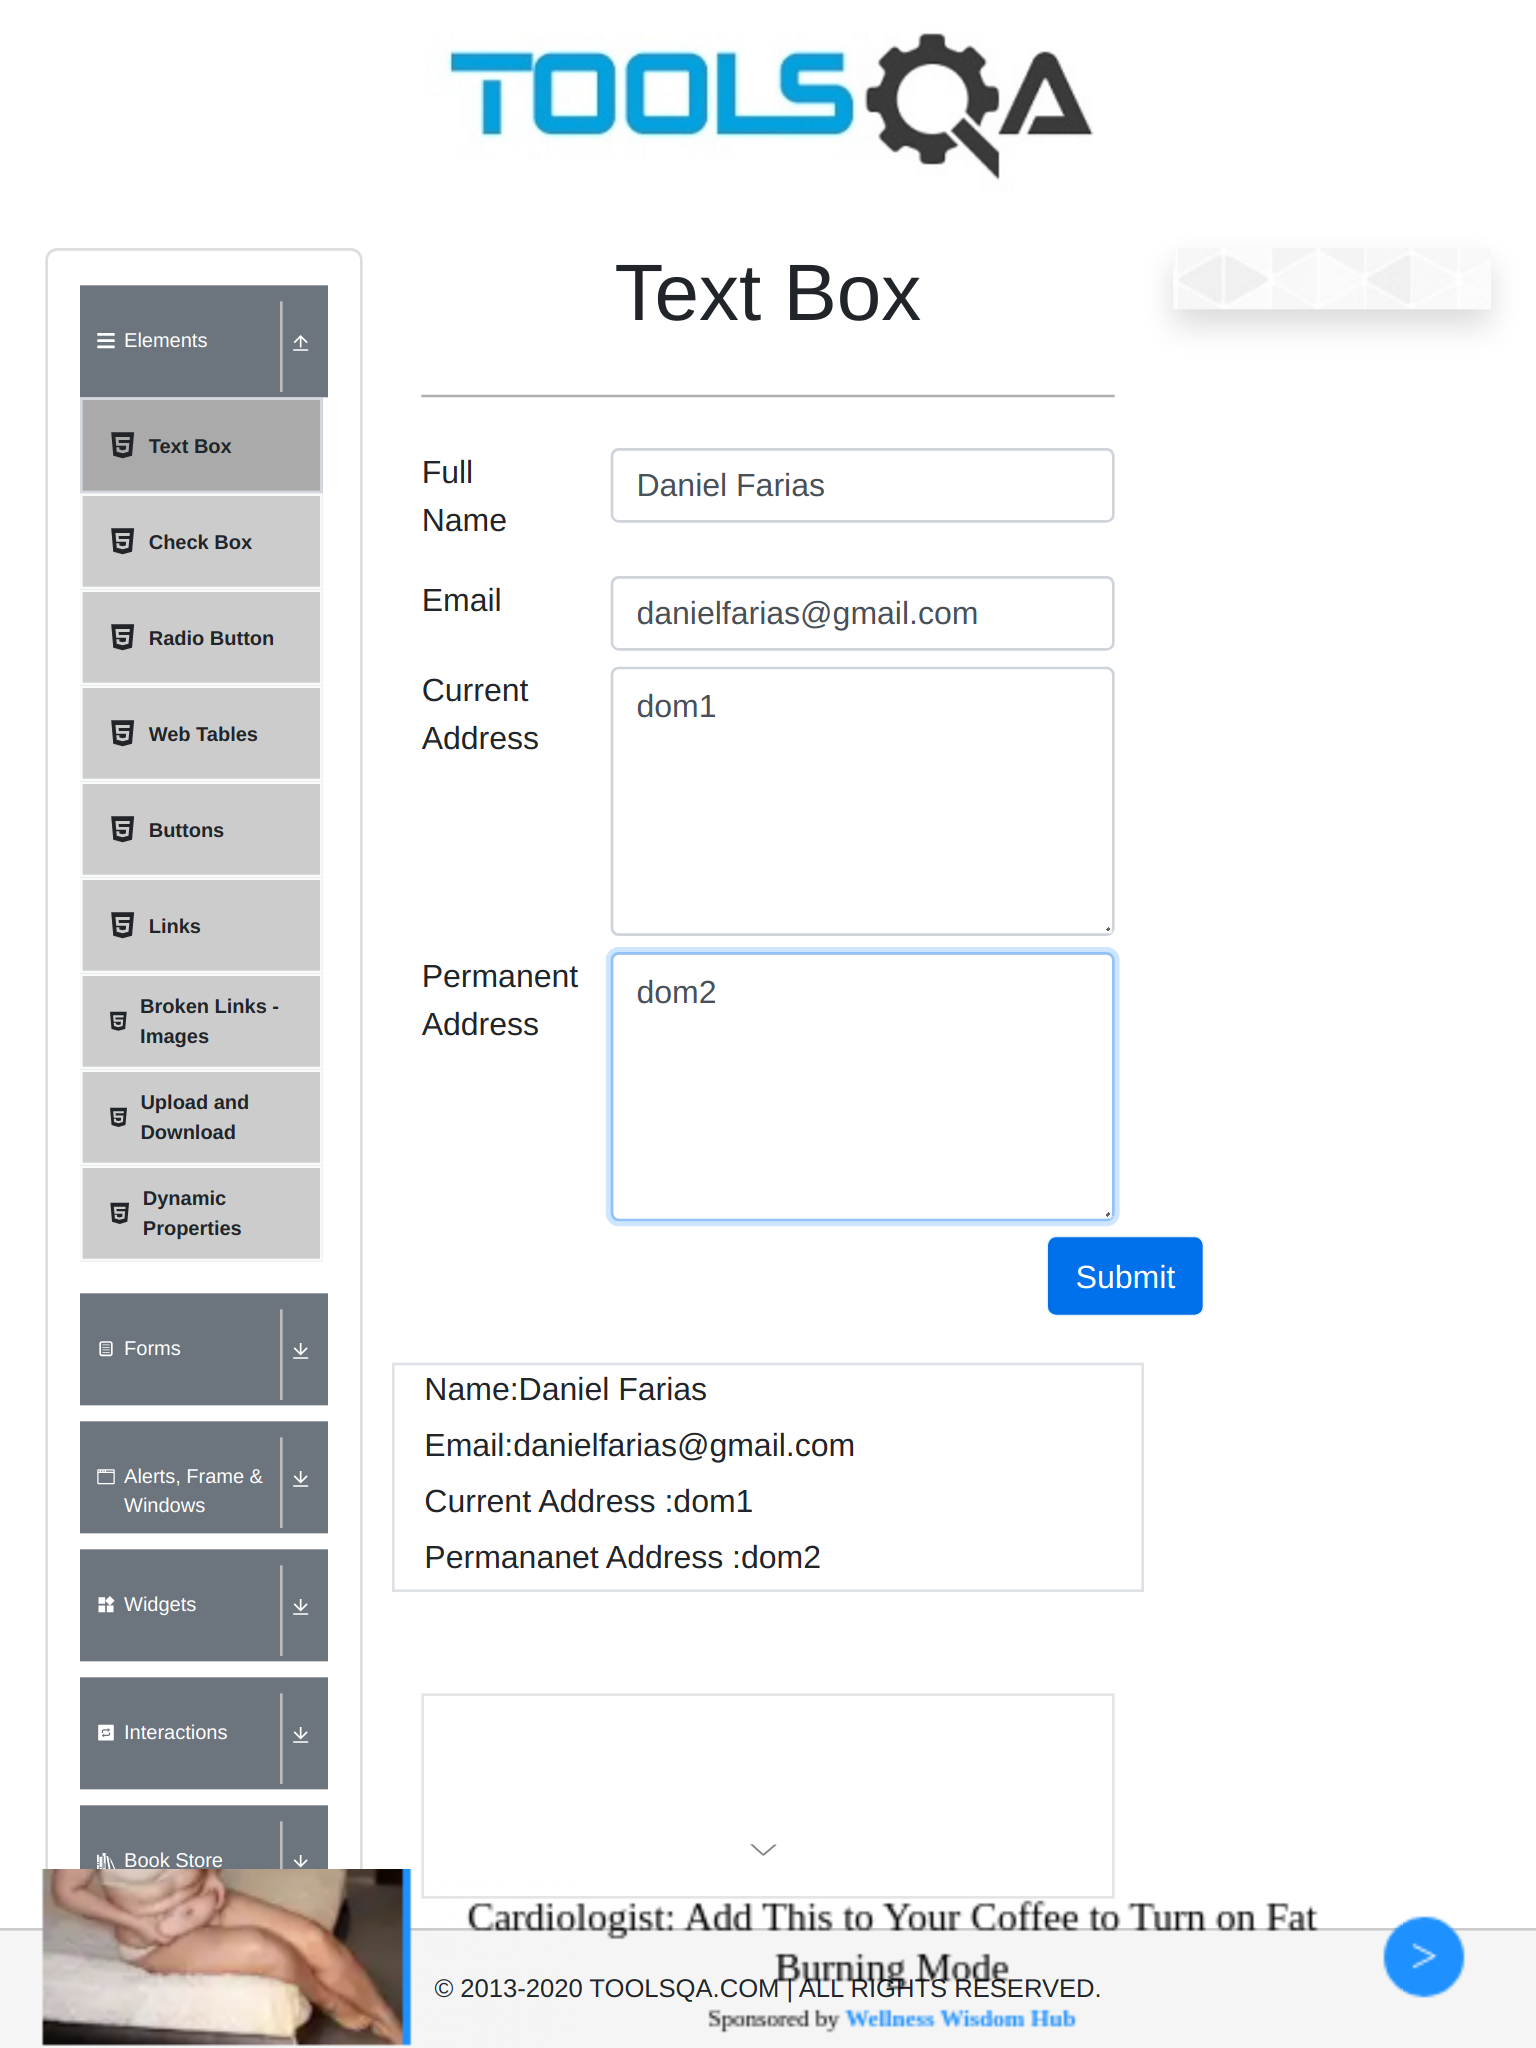 TOOLSQA
Text Box
Elements
Text Box
Check Box
Radio Button
Web Tables
Buttons
Links
Broken Links -
Images
Upload and
Download
Dynamic
Properties
Forms
Alerts, Frame &
Windows
Widgets
Interactions
Book Store
Full
Name
Daniel Farias
Email
danielfarias@gmail.com
Current
Address
dom1
Permanent
Address
dom2
Submit
Name:Daniel Farias
Email:danielfarias@gmail.com
Current Address :dom1
Permananet Address :dom2
Cardiologist: Add This to Your Coffee to Turn on Fat
Burning Mode
© 2013-2020 TOOLSQA.COM | ALL RIGHTS RESERVED.
Sponsored by Wellness Wisdom Hub
>